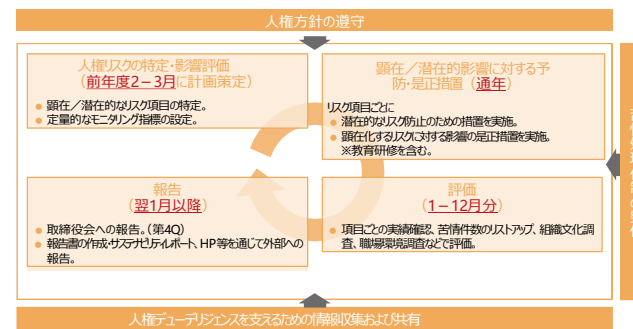 人権方針の遵守
人権リスクの特定・影響評価
（前年度2－3月に計画策定）
● 顕在／潜在的なリスク項目の特定。
● 定量的なモニタリング指標の設定。
顕在／潜在的影響に対する予
防・是正措置（通年）
リスク項目ごとに
● 潜在的なリスク防止のための措置を実施。
● 顕在化するリスクに対する影響の是正措置を実施。
※教育研修を含む。
報告
（翌1月以降）
● 取締役会への報告。（第4Q）
● 報告書の作成・サステナビリティレポート、HP等を通じて外部への
報告。
評価
（1－12月分）
● 項目ごとの実績確認、苦情件数のリストアップ、組織文化調
査、職場環境調査などで評価。
人権デューデリジェンスを支えるための情報収集および共有